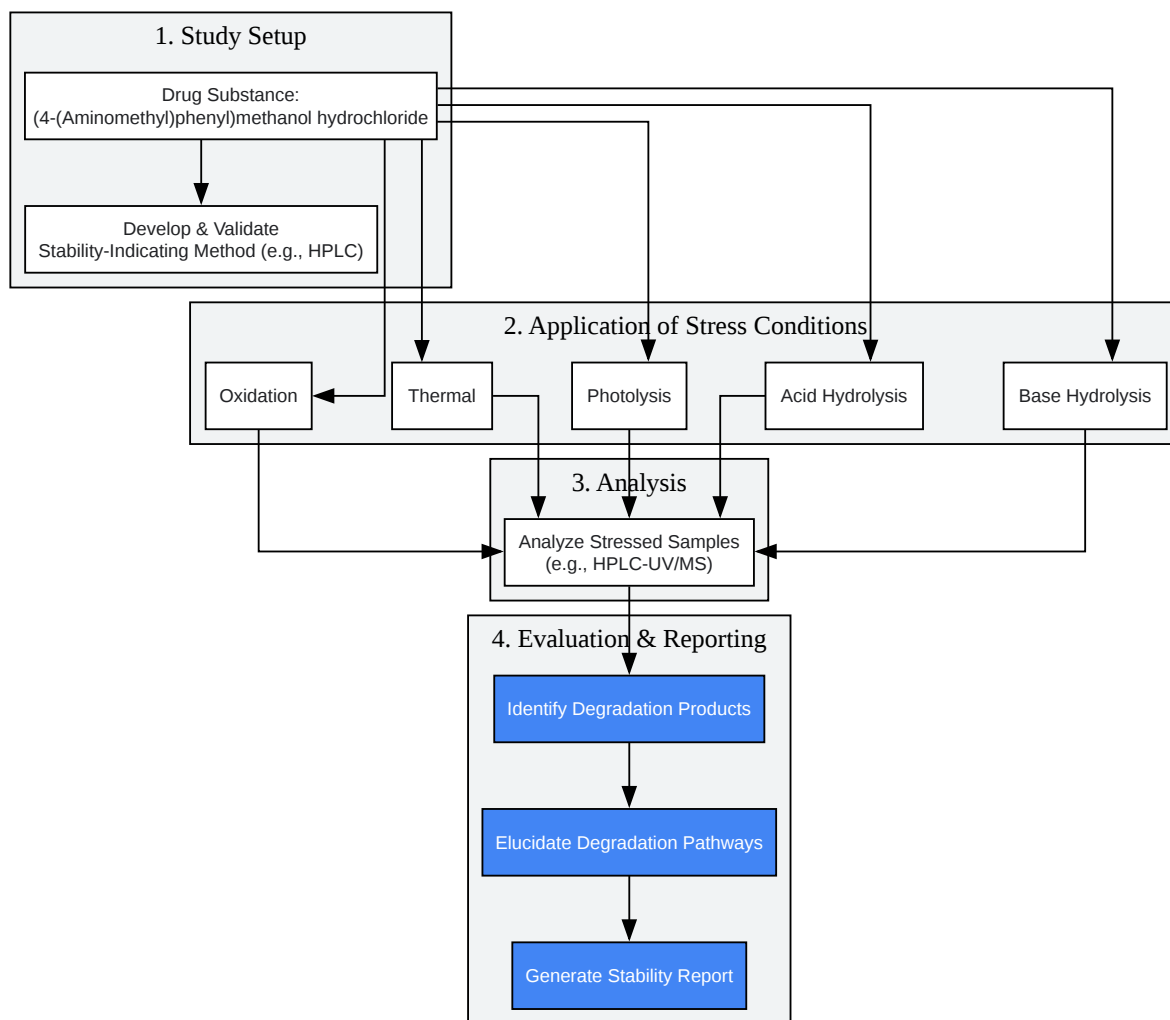 1. Study Setup
Drug Substance:
(4-(Aminomethyl)phenyl)methanol hydrochloride
Develop & Validate
Stability-Indicating Method (e.g., HPLC)
2. Application of Stress Conditions
Oxidation
Thermal
Photolysis
Acid Hydrolysis
Base Hydrolysis
3. Analysis
Analyze Stressed Samples
(e.g., HPLC-UV/MS)
4. Evaluation & Reporting
Identify Degradation Products
Elucidate Degradation Pathways
Generate Stability Report